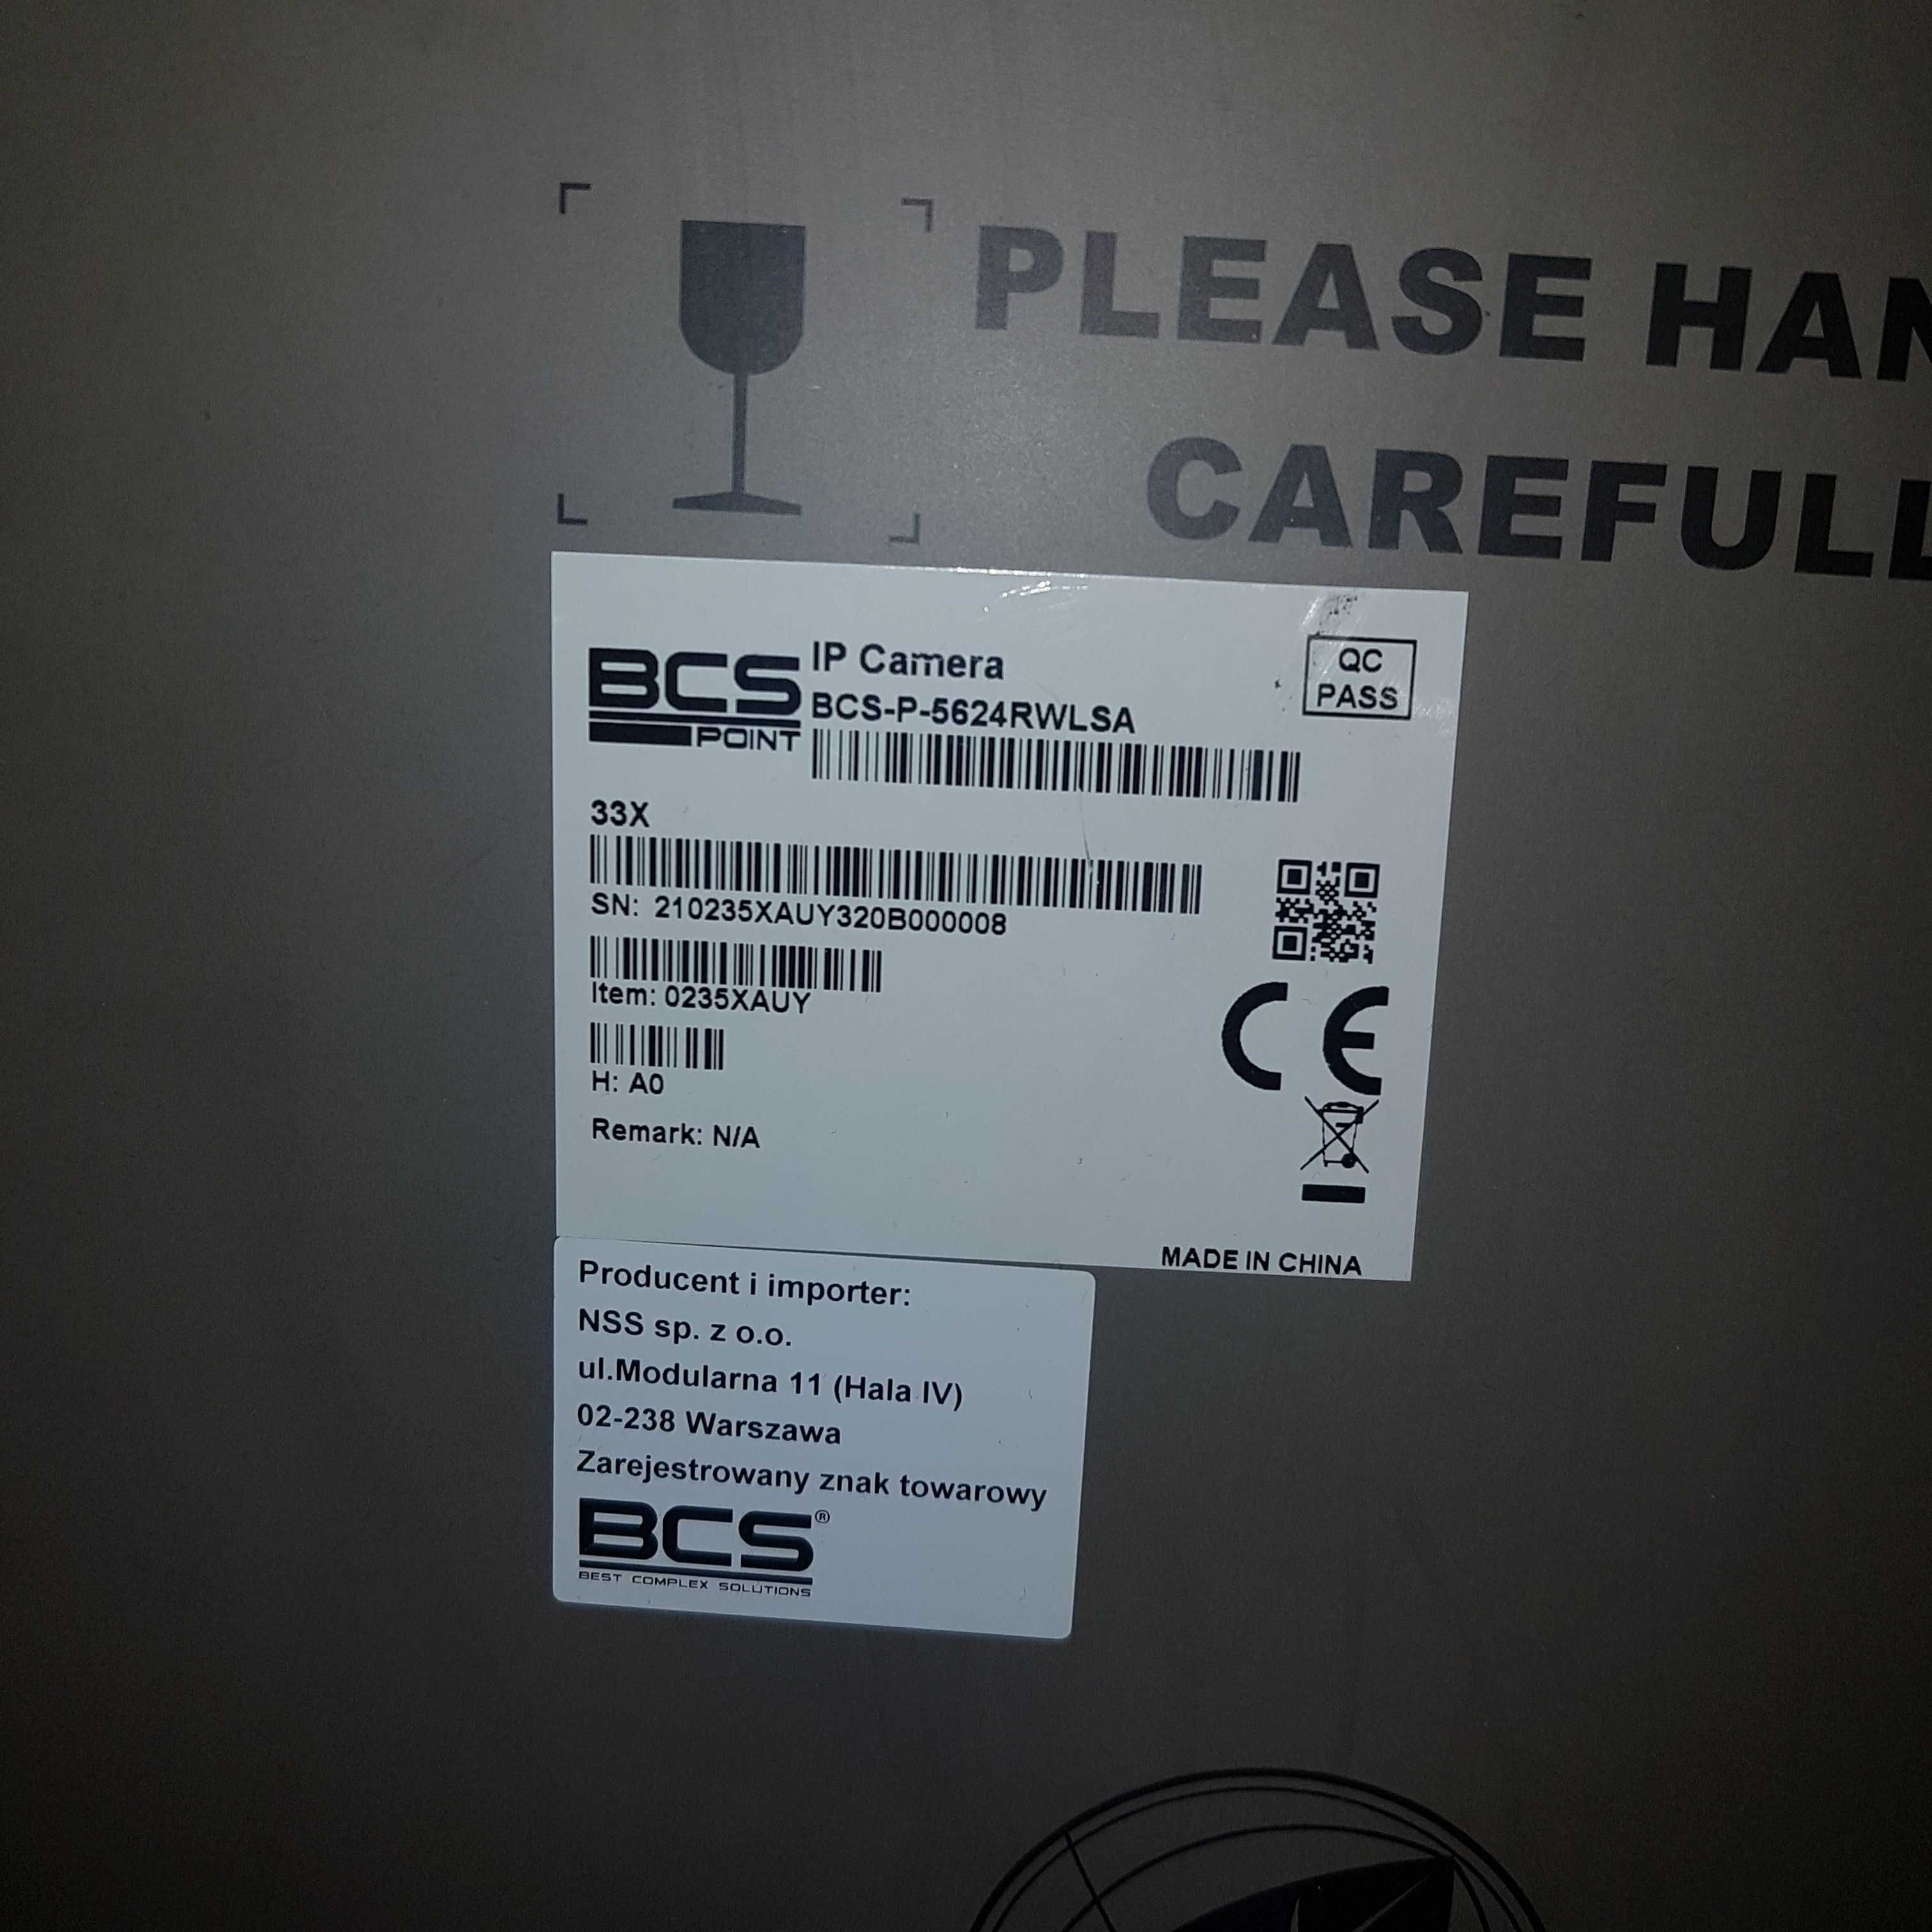 PLEASE HAN
CAREFULL
BCS
POINT
IP Camera
BCS-P-5624RWLSA
QC
PASS
33X
SN: 210235XAUY320B000008
Item: 0235XAUY
H: A0
Remark: N/A
CE
MADE IN CHINA
Producent i importer:
NSS sp. z o.o.
ul.Modularna 11 (Hala IV)
02-238 Warszawa
Zarejestrowany znak towarowy
BCS®
BEST COMPLEX SOLUTIONS